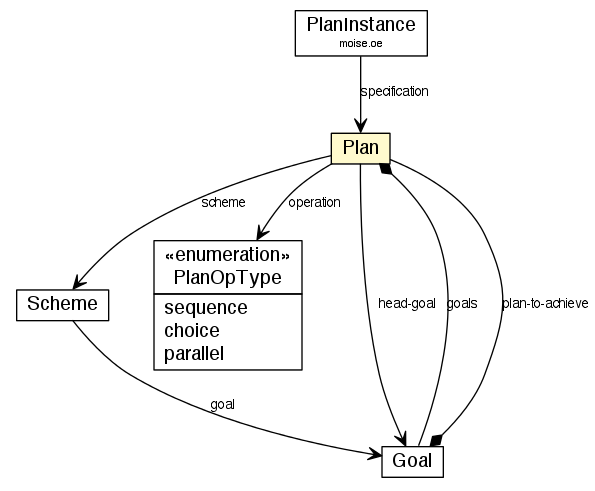 PlanInstance
moise.oe
specification
Plan
scheme
operation
«enumeration»
PlanOpType
sequence
choice
parallel
Scheme
head-goal
goals
plan-to-achieve
goal
Goal